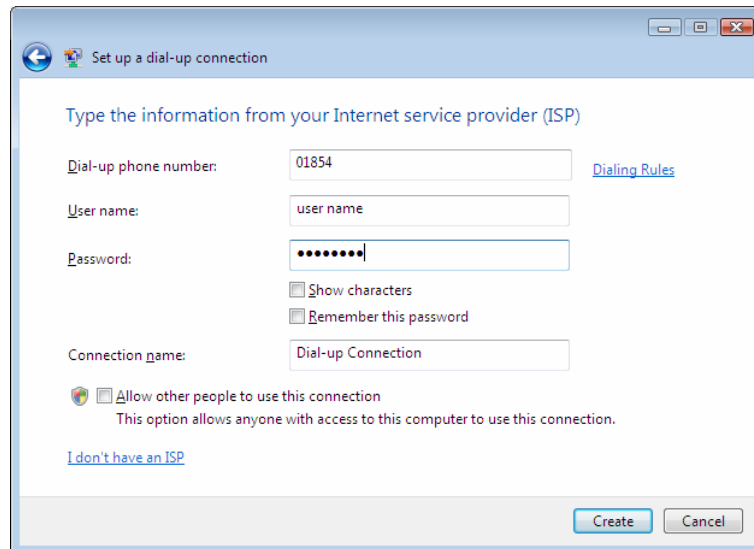 Set up a dial-up connection
Type the information from your Internet service provider (ISP)
Dial-up phone number: 01854 Dialing Rules
User name: user name
Password: ••••••••
Show characters
Remember this password
Connection name: Dial-up Connection
Allow other people to use this connection
This option allows anyone with access to this computer to use this connection.
I don't have an ISP
Create Cancel